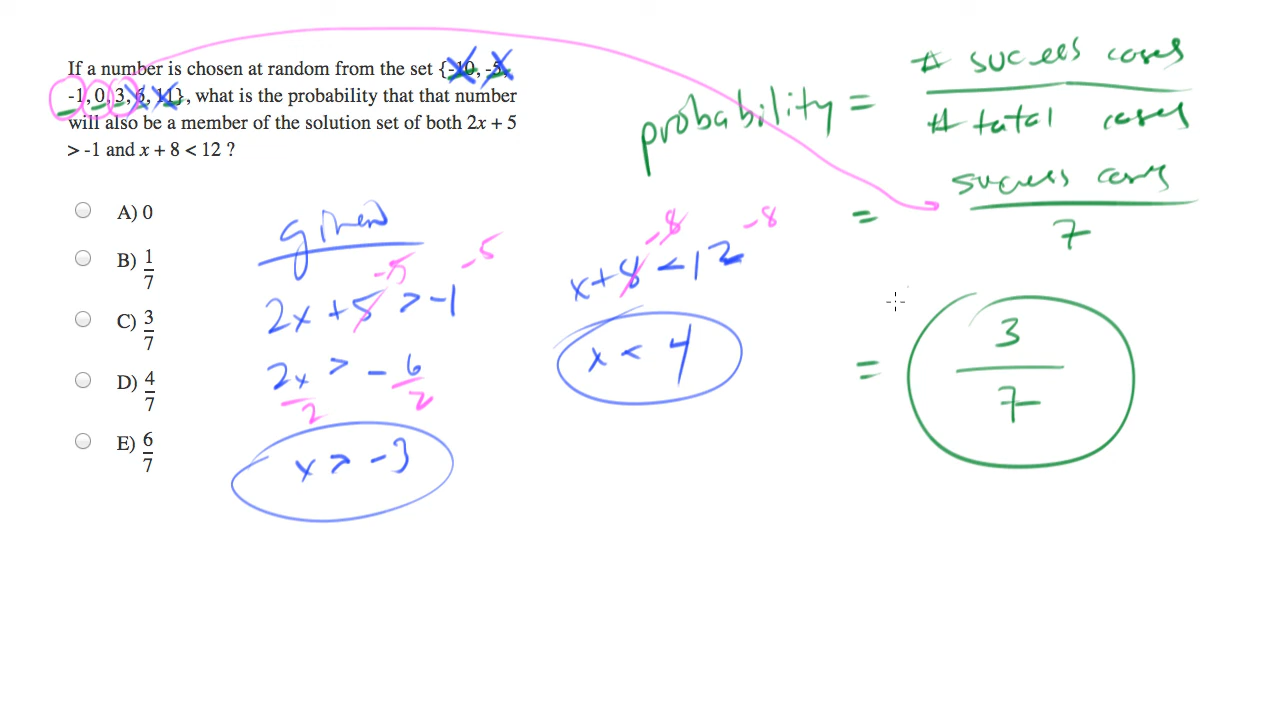 If a number is chosen at random from the set {-10, -5,
-1, 0, 3, 11}, what is the probability that that number
will also be a member of the solution set of both 2x + 5
> -1 and x + 8 < 12 ?
A) 0
B) 1/7
C) 3/7
D) 4/7
E) 6/7
given
-5 -5
2x + 5 > -1
2x > - 6
2 2
x > -3
-8 -8
x + 8 < 12
x < 4
probability = # succees cases
# total cases
= success cases
7
= 3
7